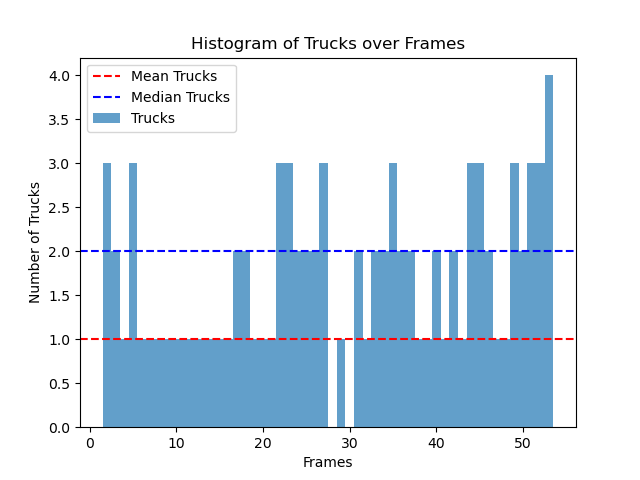 Histogram of Trucks over Frames
Mean Trucks
Median Trucks
Trucks
4.0
3.5
3.0
2.5
2.0
1.5
1.0
0.5
0.0
Number of Trucks
0 10 20 30 40 50
Frames